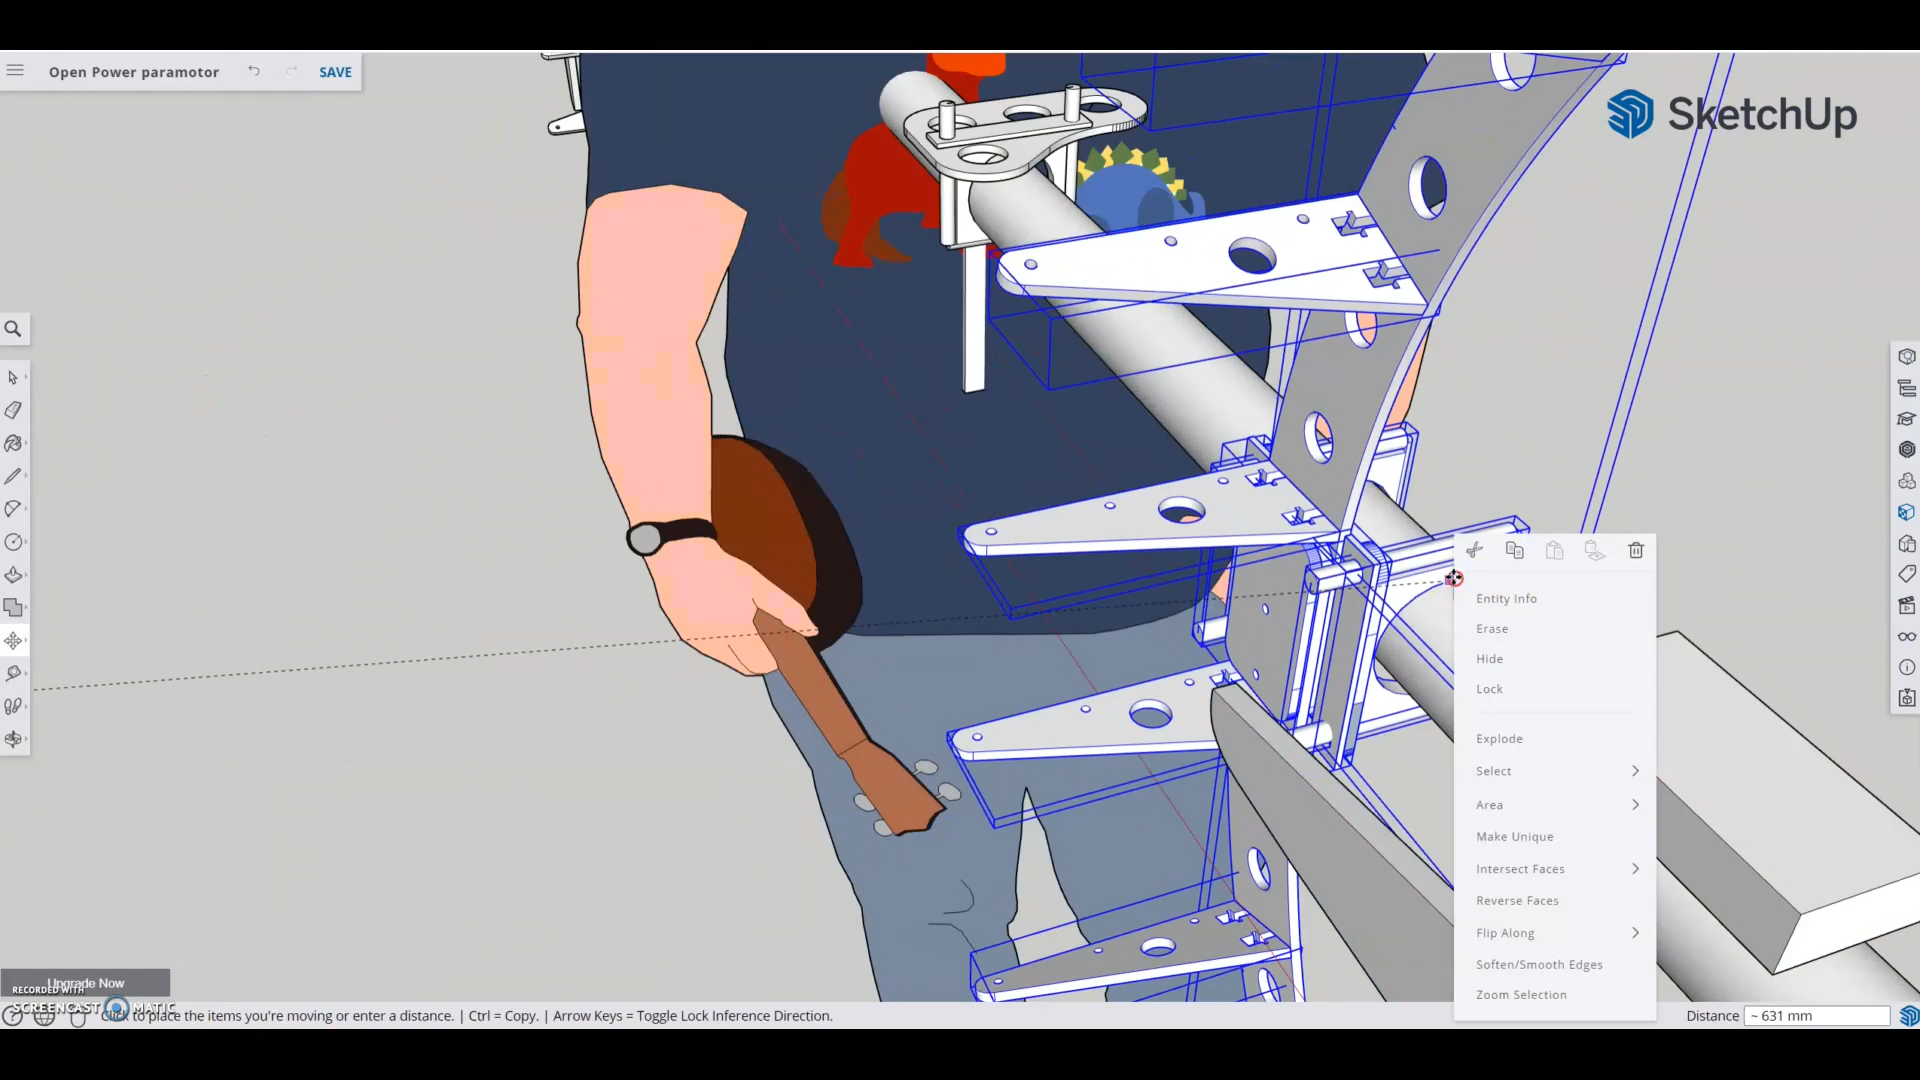 Open Power paramotor
SAVE
SketchUp
Entity Info
Erase
Hide
Lock
Explode
Select
Area
Make Unique
Intersect Faces
Reverse Faces
Flip Along
Soften/Smooth Edges
Zoom Selection
Upgrade Now
RECORDED WITH
SCREENCAST MATIC
Click to place the items you're moving or enter a distance. | Ctrl = Copy. | Arrow Keys = Toggle Lock Inference Direction.
Distance ~ 631 mm